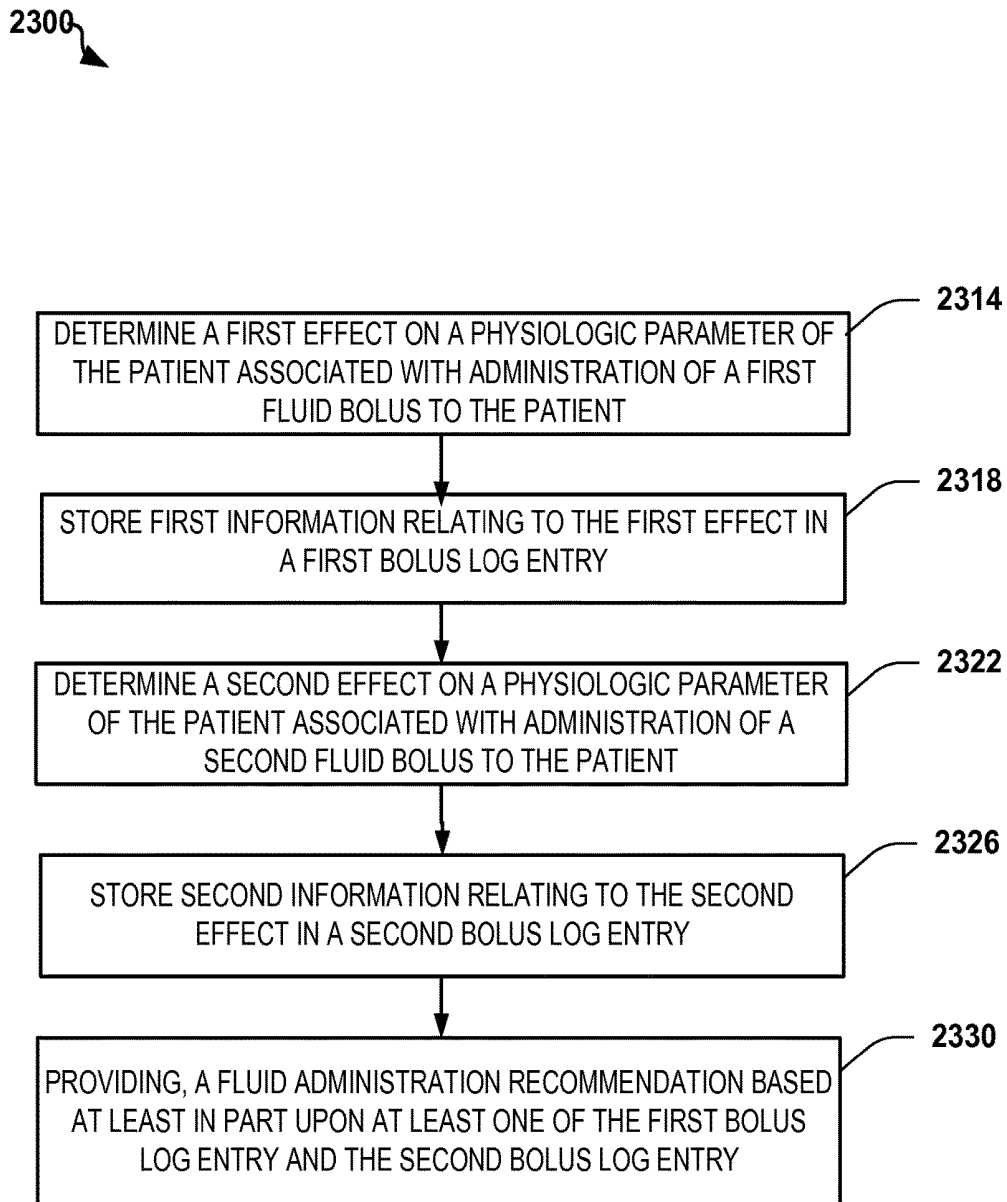 2300
2314
DETERMINE A FIRST EFFECT ON A PHYSIOLOGIC PARAMETER OF
THE PATIENT ASSOCIATED WITH ADMINISTRATION OF A FIRST
FLUID BOLUS TO THE PATIENT
2318
STORE FIRST INFORMATION RELATING TO THE FIRST EFFECT IN
A FIRST BOLUS LOG ENTRY
2322
DETERMINE A SECOND EFFECT ON A PHYSIOLOGIC PARAMETER
OF THE PATIENT ASSOCIATED WITH ADMINISTRATION OF A
SECOND FLUID BOLUS TO THE PATIENT
2326
STORE SECOND INFORMATION RELATING TO THE SECOND
EFFECT IN A SECOND BOLUS LOG ENTRY
2330
PROVIDING, A FLUID ADMINISTRATION RECOMMENDATION BASED
AT LEAST IN PART UPON AT LEAST ONE OF THE FIRST BOLUS
LOG ENTRY AND THE SECOND BOLUS LOG ENTRY